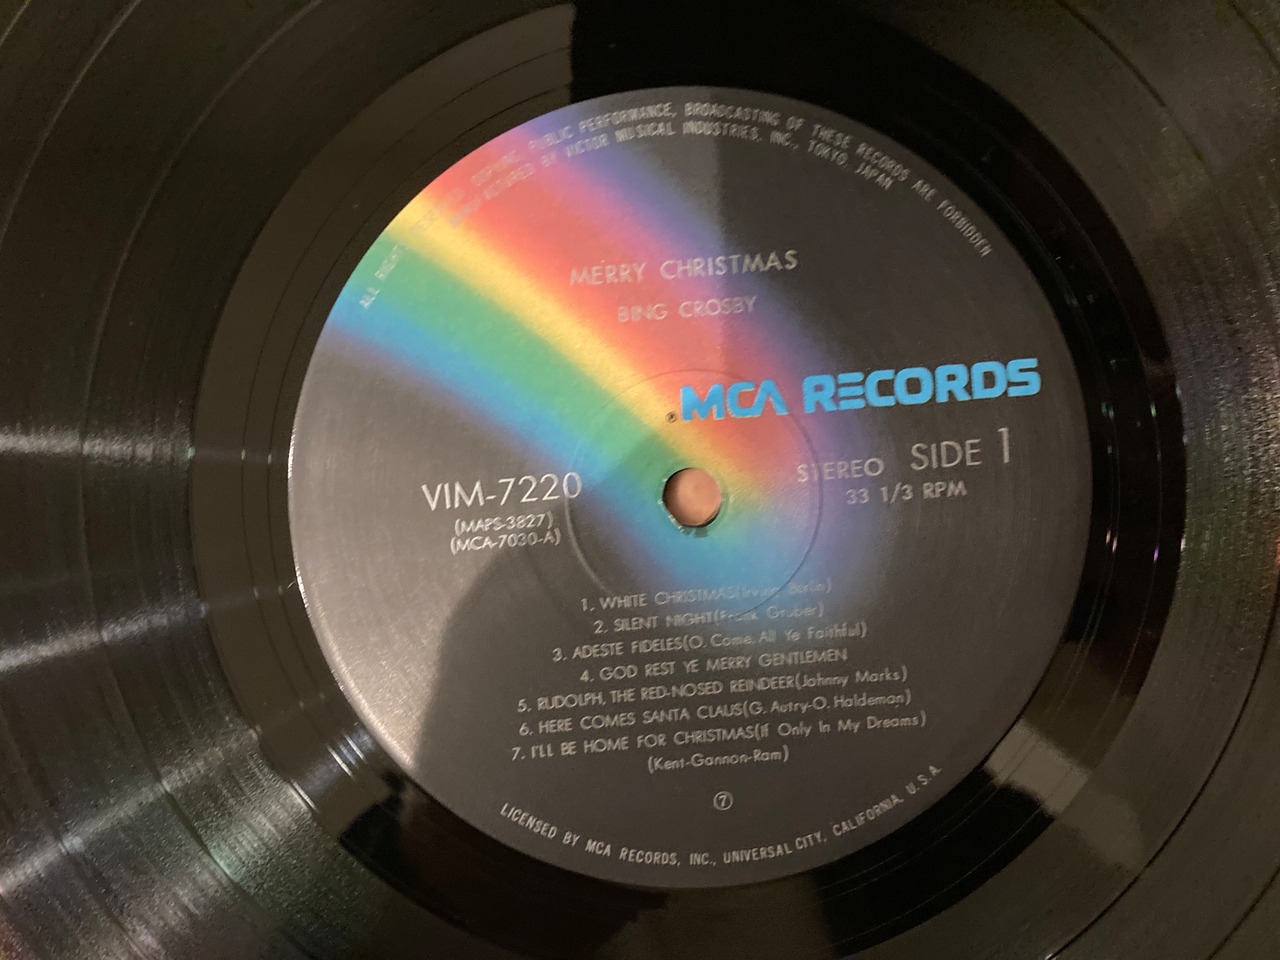 ALL RIGHTS RESERVED. COPYING, PUBLIC PERFORMANCE, BROADCASTING OF THESE RECORDS ARE FORBIDDEN
BY VICTOR MUSICAL INDUSTRIES, INC., TOKYO, JAPAN
MERRY CHRISTMAS
BING CROSBY
®MCA RECORDS
STEREO SIDE 1
33 1/3 RPM
VIM-7220
(MAPS-3827)
(MCA-7030-A)
1. WHITE CHRISTMAS(Irving Berlin)
2. SILENT NIGHT(Frank Gruber)
3. ADESTE FIDELES(O. Come. All Ye Faithful)
4. GOD REST YE MERRY GENTLEMEN
5. RUDOLPH, THE RED-NOSED REINDEER(Johnny Marks)
6. HERE COMES SANTA CLAUS(G. Autry-O. Haldeman)
7. I'LL BE HOME FOR CHRISTMAS(If Only In My Dreams)
(Kent-Gannon-Ram)
⑦
LICENSED BY MCA RECORDS, INC., UNIVERSAL CITY, CALIFORNIA, U.S.A.